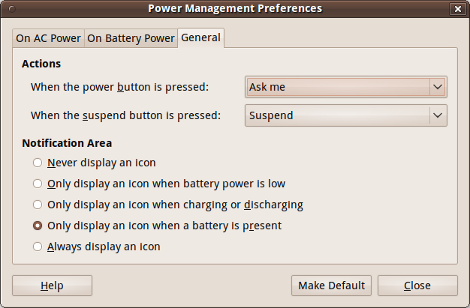 Power Management Preferences
On AC Power
On Battery Power
General
Actions
When the power button is pressed:
Ask me
When the suspend button is pressed:
Suspend
Notification Area
Never display an icon
Only display an icon when battery power is low
Only display an icon when charging or discharging
Only display an icon when a battery is present
Always display an icon
Help
Make Default
Close